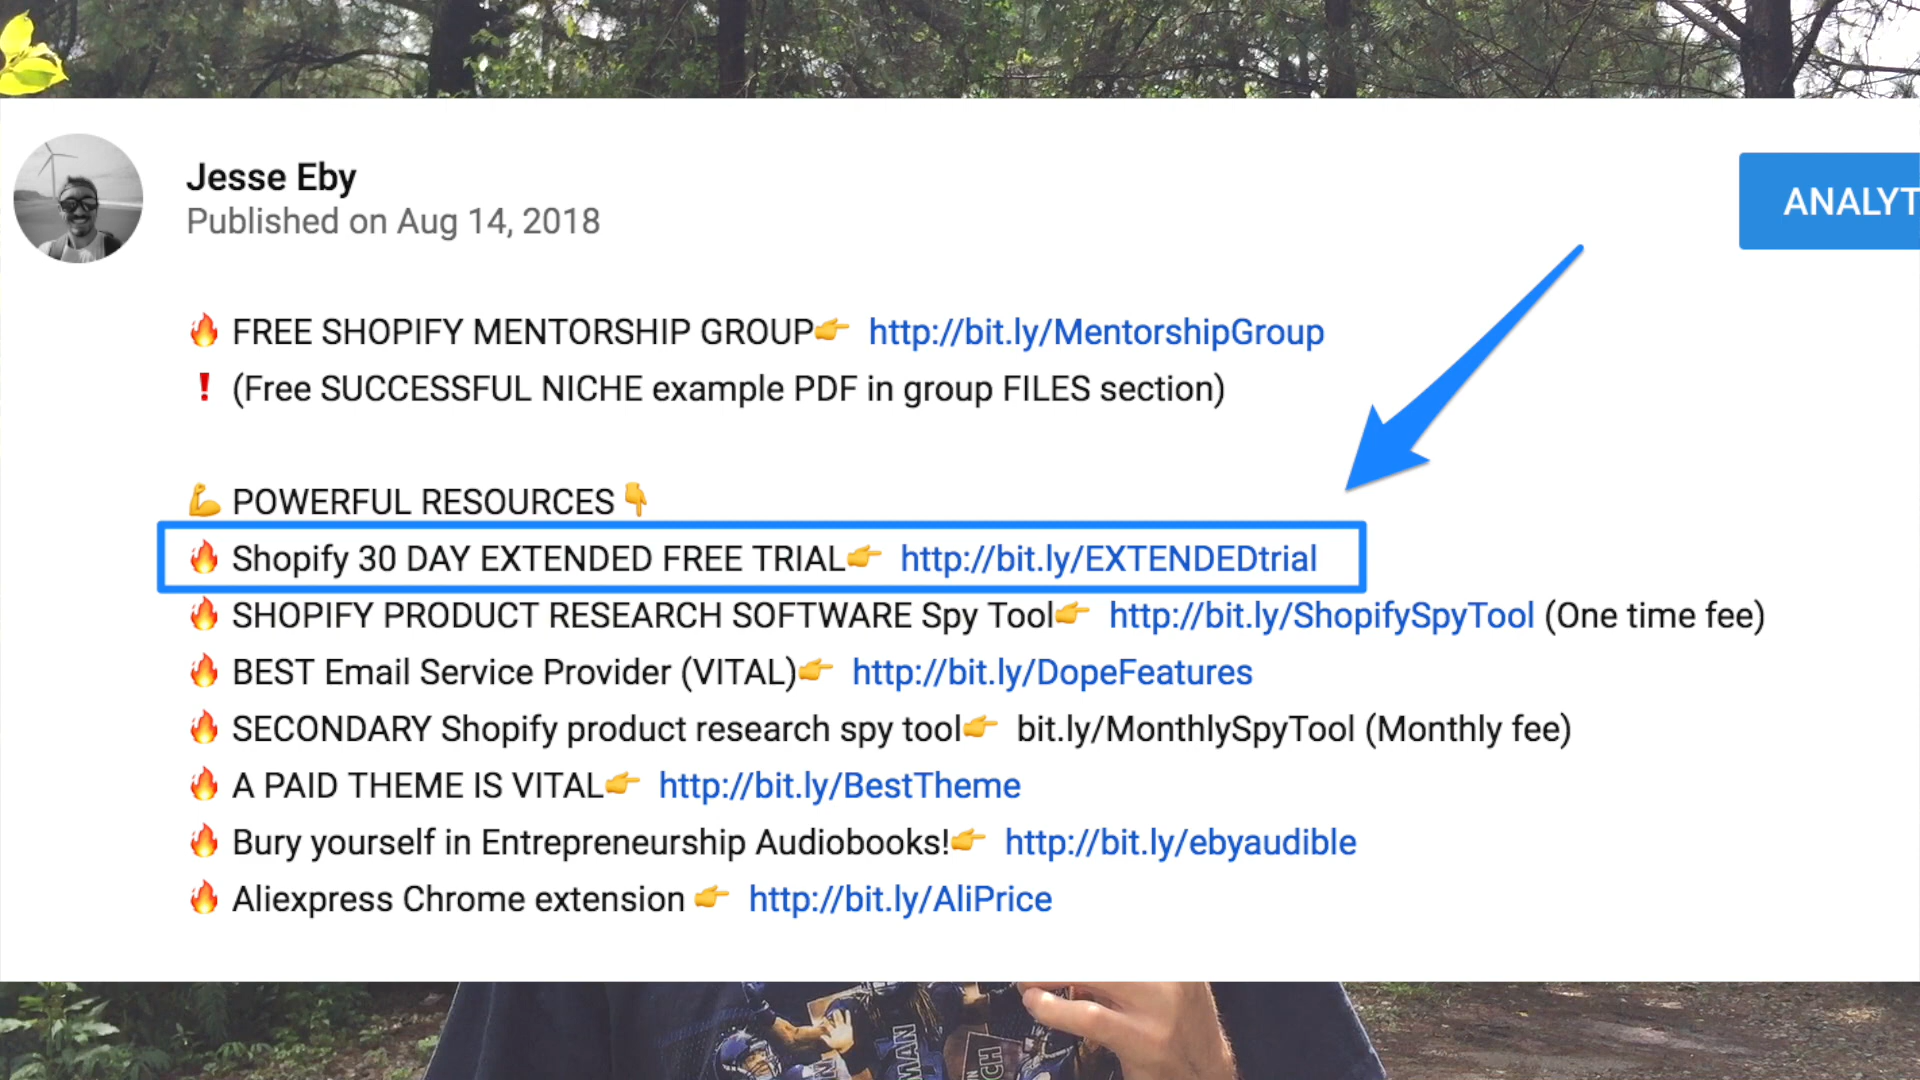 Jesse Eby
Published on Aug 14, 2018
ANALYT
🔥 FREE SHOPIFY MENTORSHIP GROUP👉 http://bit.ly/MentorshipGroup
❗ (Free SUCCESSFUL NICHE example PDF in group FILES section)
💪 POWERFUL RESOURCES👇
🔥 Shopify 30 DAY EXTENDED FREE TRIAL👉 http://bit.ly/EXTENDEDtrial
🔥 SHOPIFY PRODUCT RESEARCH SOFTWARE Spy Tool👉 http://bit.ly/ShopifySpyTool (One time fee)
🔥 BEST Email Service Provider (VITAL)👉 http://bit.ly/DopeFeatures
🔥 SECONDARY Shopify product research spy tool👉 bit.ly/MonthlySpyTool (Monthly fee)
🔥 A PAID THEME IS VITAL👉 http://bit.ly/BestTheme
🔥 Bury yourself in Entrepreneurship Audiobooks!👉 http://bit.ly/ebyaudible
🔥 Aliexpress Chrome extension 👉 http://bit.ly/AliPrice